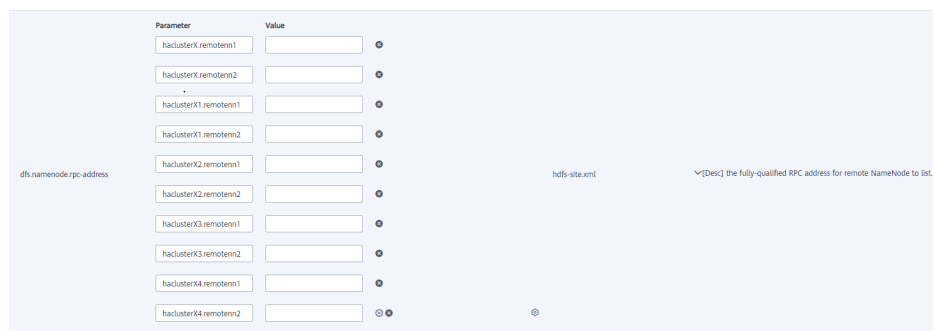 Parameter Value
haclusterX.remotenn1
haclusterX.remotenn2
haclusterX1.remotenn1
haclusterX1.remotenn2
haclusterX2.remotenn1
dfs.namenode.rpc-address hdfs-site.xml [Desc] the fully-qualified RPC address for remote NameNode to list.
haclusterX2.remotenn2
haclusterX3.remotenn1
haclusterX3.remotenn2
haclusterX4.remotenn1
haclusterX4.remotenn2